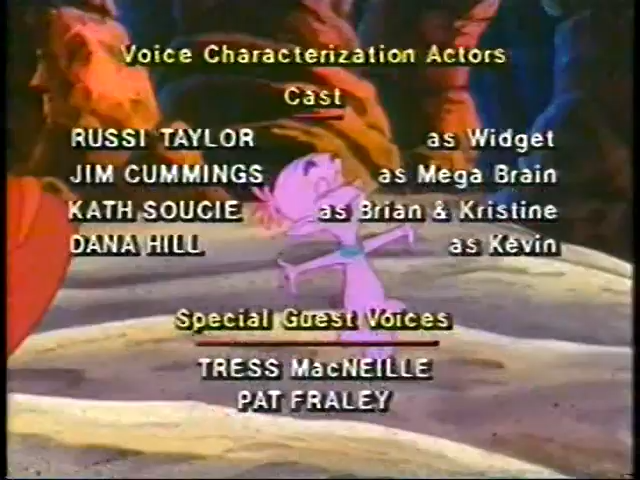 Voice Characterization Actors
Cast
RUSSI TAYLOR as Widget
JIM CUMMINGS as Mega Brain
KATH SOUCIE as Brian & Kristine
DANA HILL as Kevin
Special Guest Voices
TRESS MacNEILLE
PAT FRALEY